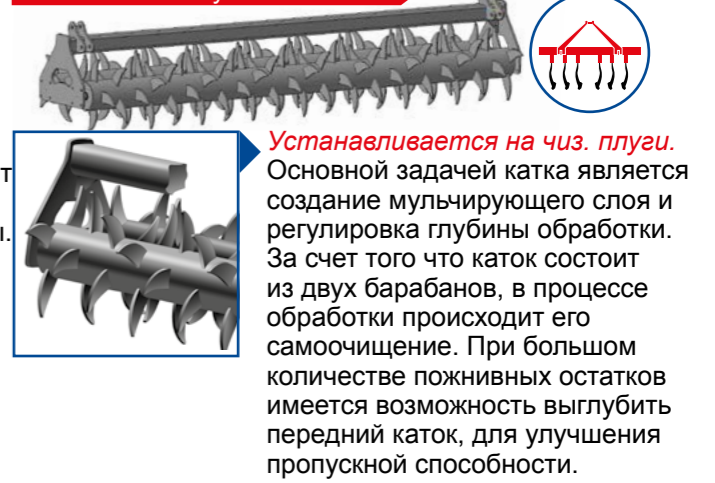 Устанавливается на чиз. плуги.
Основной задачей катка является
создание мульчирующего слоя и
регулировка глубины обработки.
За счет того что каток состоит
из двух барабанов, в процессе
обработки происходит его
самоочищение. При большом
количестве пожнивных остатков
имеется возможность выглубить
передний каток, для улучшения
пропускной способности.